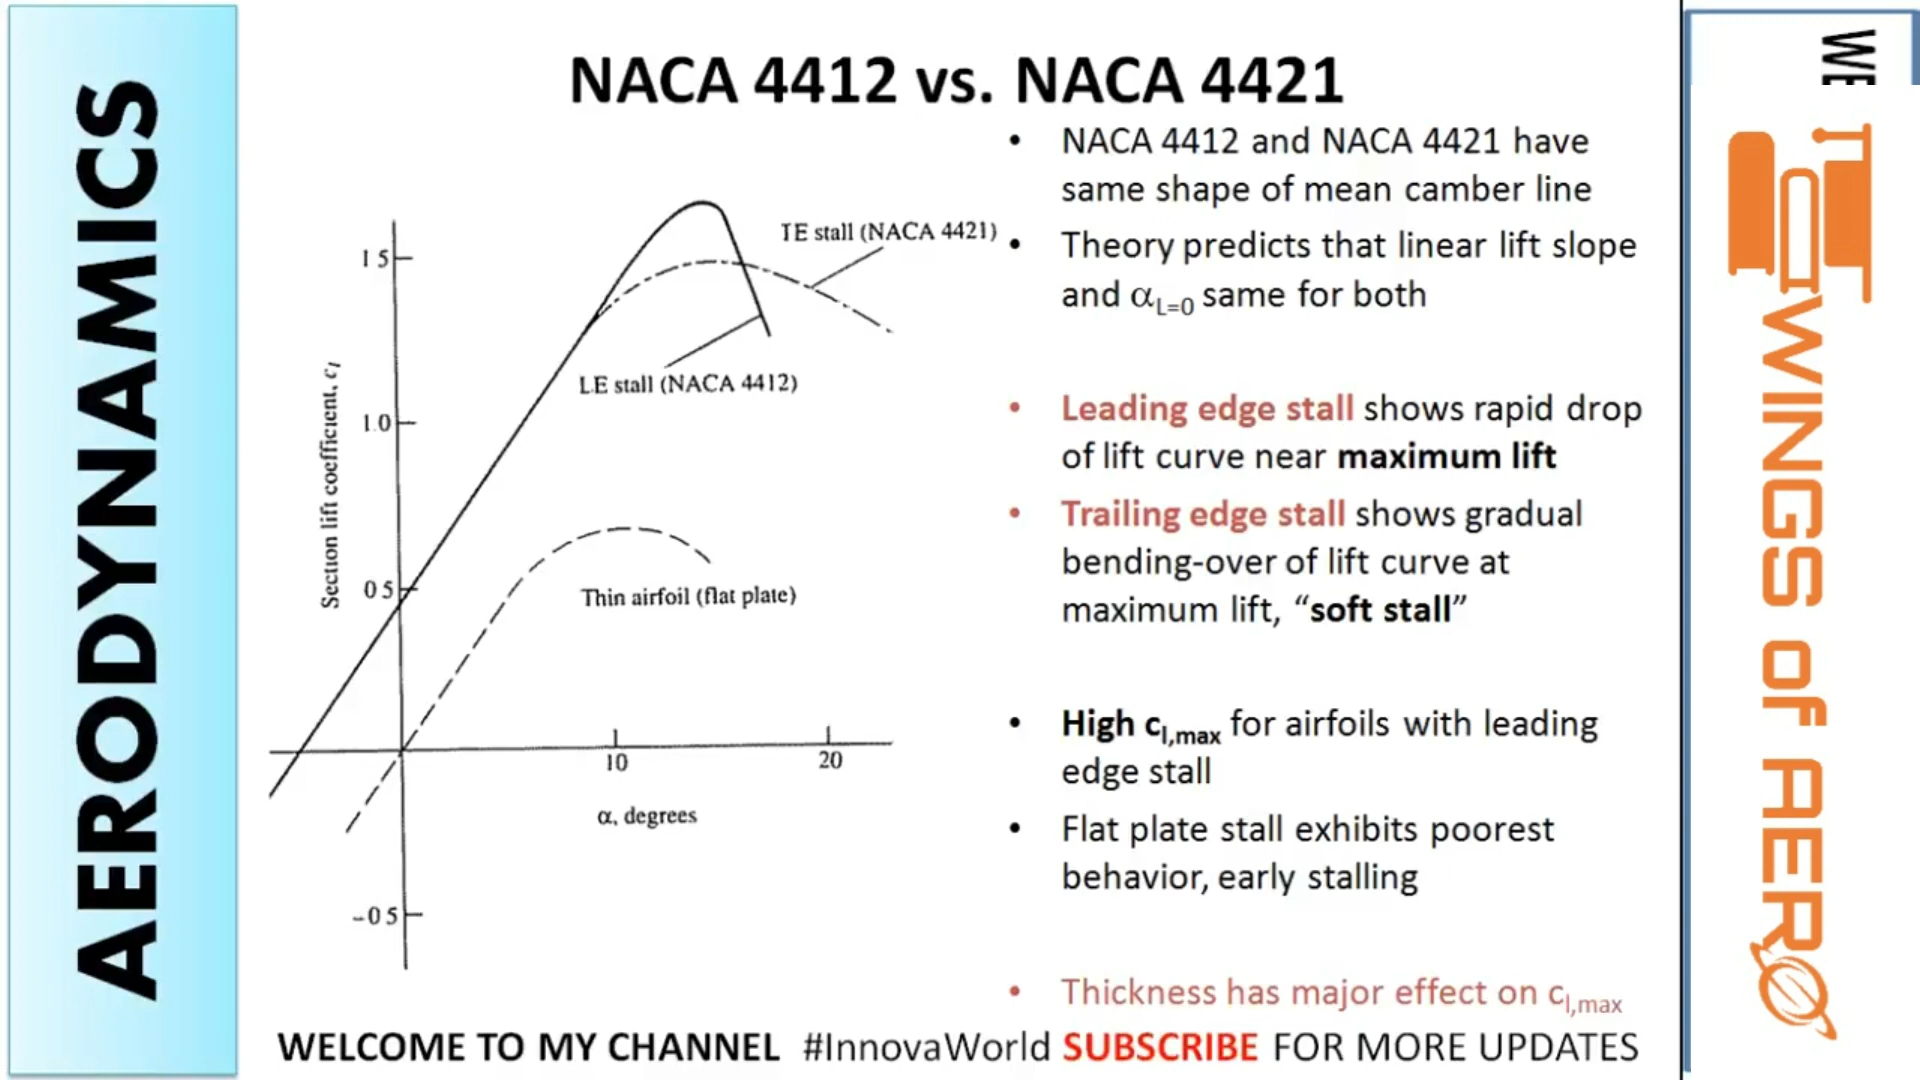 AERODYNAMICS
NACA 4412 vs. NACA 4421
1 5
1.0
0 5
-0 5
10
20
Section lift coefficient, cl
α, degrees
TE stall (NACA 4421)
LE stall (NACA 4412)
Thin airfoil (flat plate)
• NACA 4412 and NACA 4421 have
same shape of mean camber line
• Theory predicts that linear lift slope
and αL=0 same for both
• Leading edge stall shows rapid drop
of lift curve near maximum lift
• Trailing edge stall shows gradual
bending-over of lift curve at
maximum lift, “soft stall”
• High cl,max for airfoils with leading
edge stall
• Flat plate stall exhibits poorest
behavior, early stalling
• Thickness has major effect on cl,max
WELCOME TO MY CHANNEL #InnovaWorld SUBSCRIBE FOR MORE UPDATES
WE
WINGS OF AERO